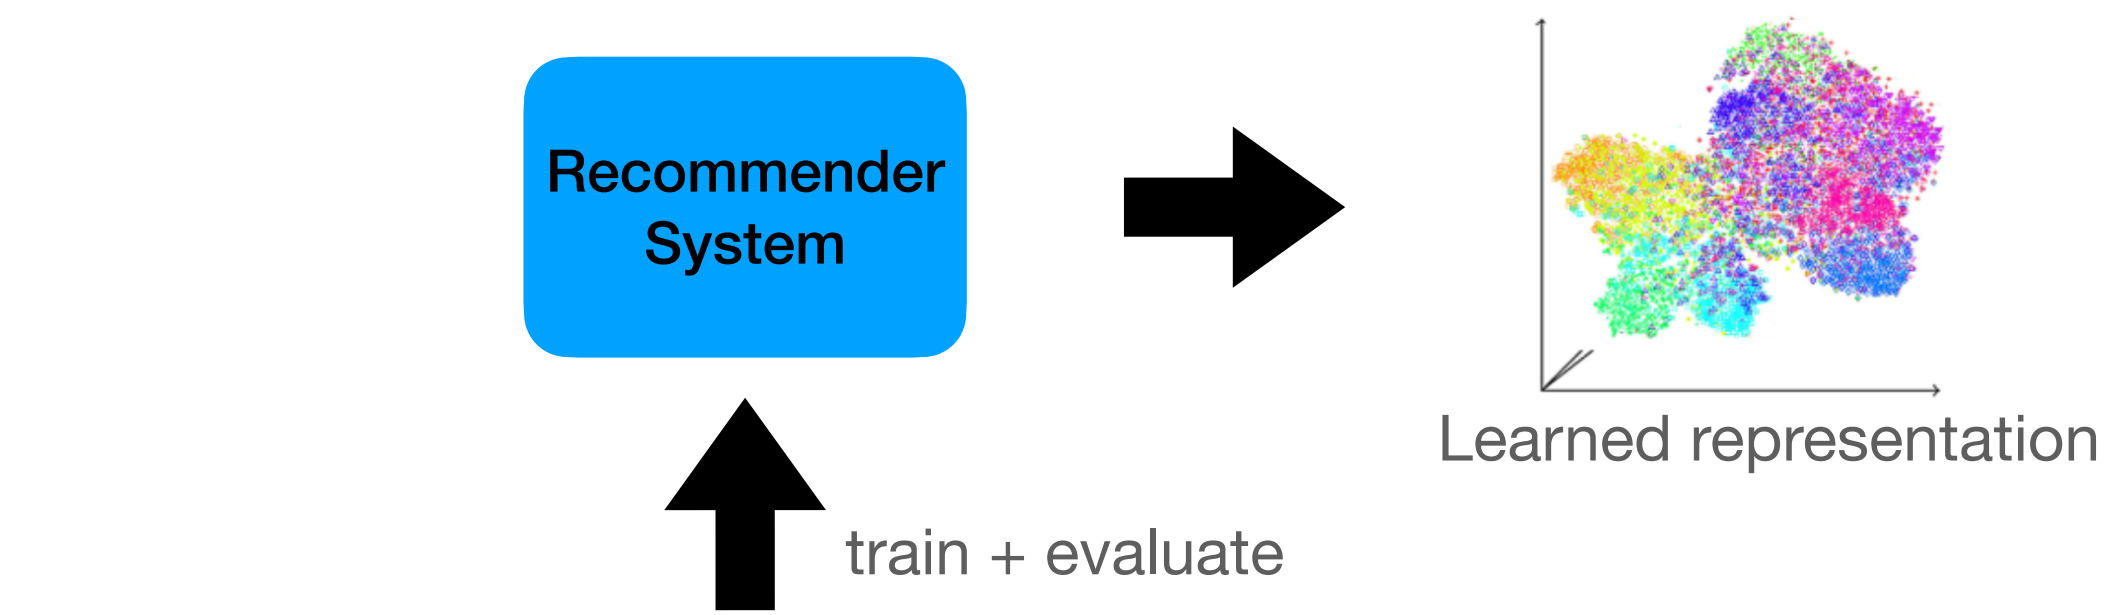 Recommender
System
Learned representation
train + evaluate